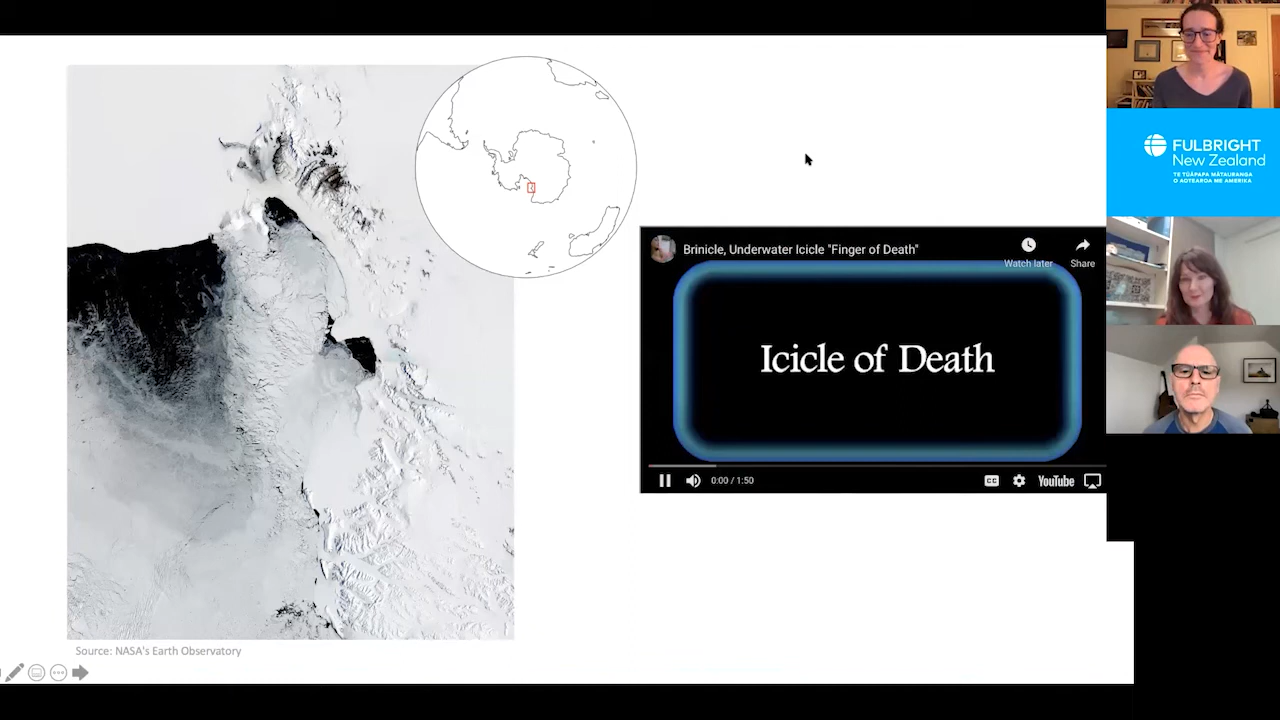 FULBRIGHT
New Zealand
TE TŪĀPAPA MĀTAURANGA
O AOTEAROA ME AMERIKA
Brinicle, Underwater Icicle "Finger of Death"
Watch later
Share
Icicle of Death
0:00 / 1:50
CC
YouTube
Source: NASA's Earth Observatory